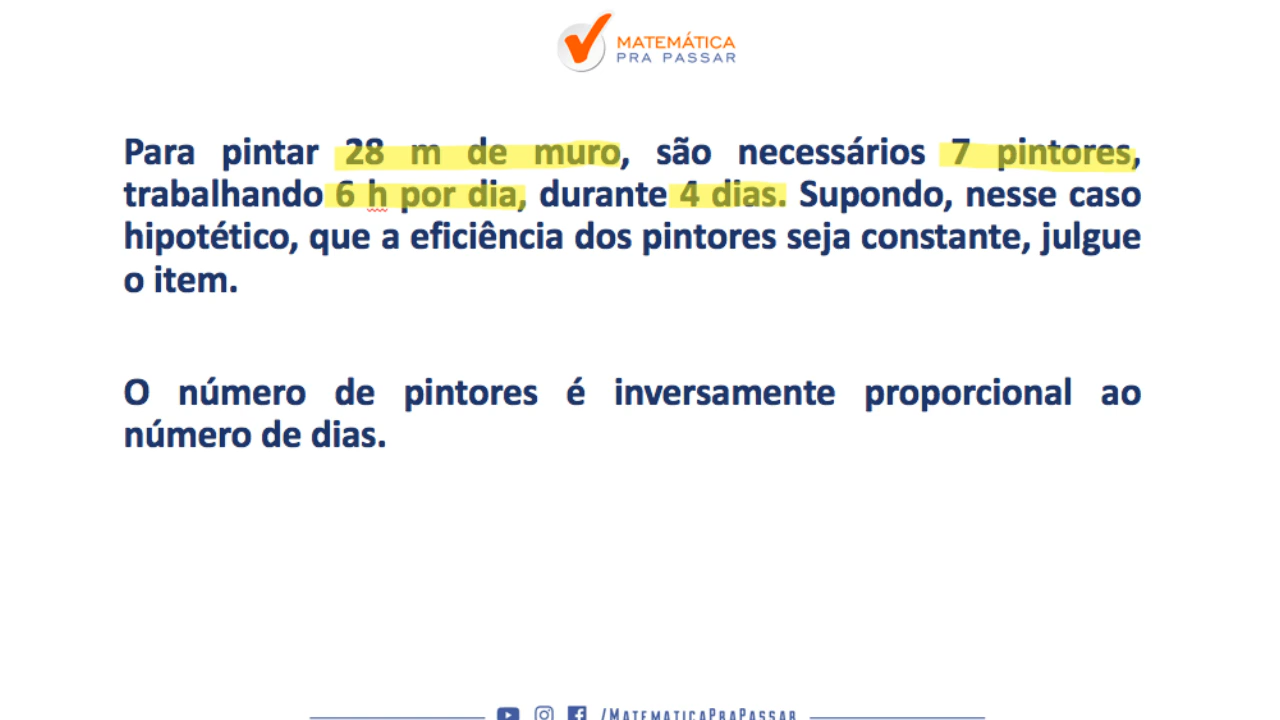 MATEMÁTICA
PRA PASSAR
Para pintar 28 m de muro, são necessários 7 pintores,
trabalhando 6 h por dia, durante 4 dias. Supondo, nesse caso
hipotético, que a eficiência dos pintores seja constante, julgue
o item.
O número de pintores é inversamente proporcional ao
número de dias.
/MATEMATICAPRAPASSAR